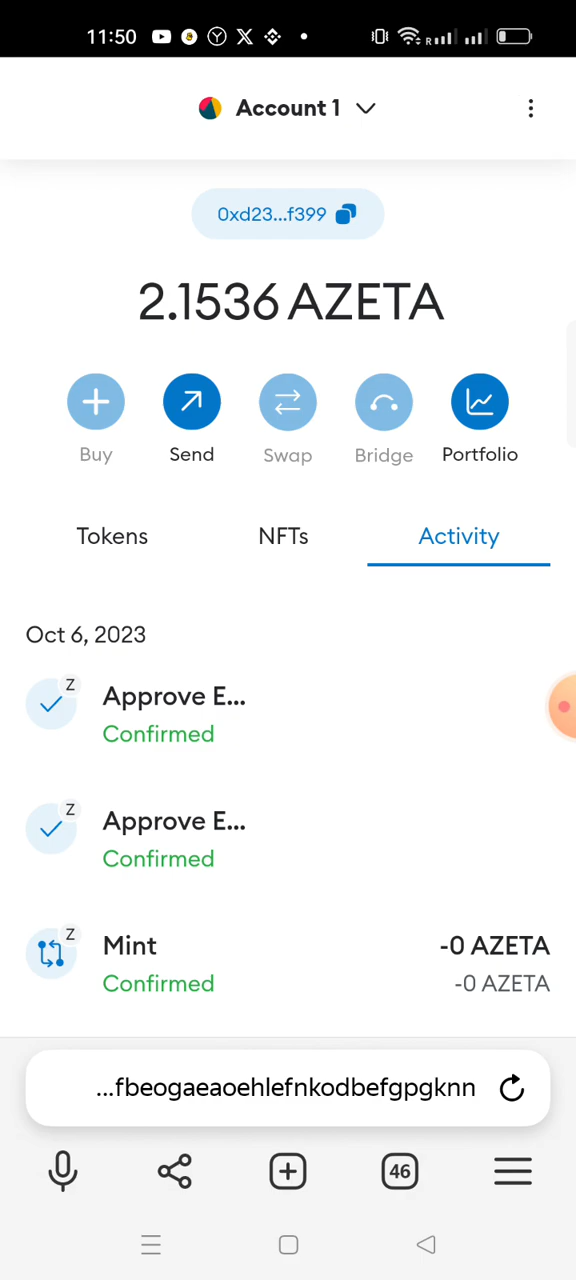 11:50
R
Account 1
0xd23...f399
2.1536 AZETA
Buy Send Swap Bridge Portfolio
Tokens NFTs Activity
Oct 6, 2023
Z
Approve E...
Confirmed
Z
Approve E...
Confirmed
Z
Mint -0 AZETA
Confirmed -0 AZETA
...fbeogaeaoehlefnkodbefgpgknn
46